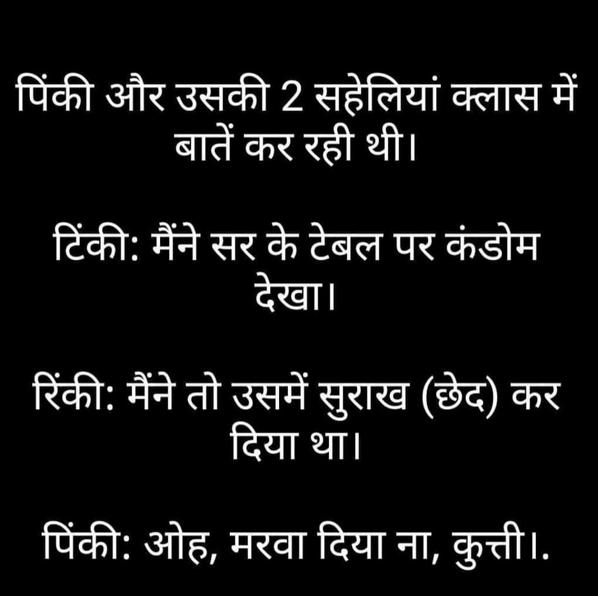 पिंकी और उसकी 2 सहेलियां क्लास में
बातें कर रही थी।
टिंकी: मैंने सर के टेबल पर कंडोम
देखा।
रिंकी: मैंने तो उसमें सुराख (छेद) कर
दिया था।
पिंकी: ओह, मरवा दिया ना, कुत्ती।.